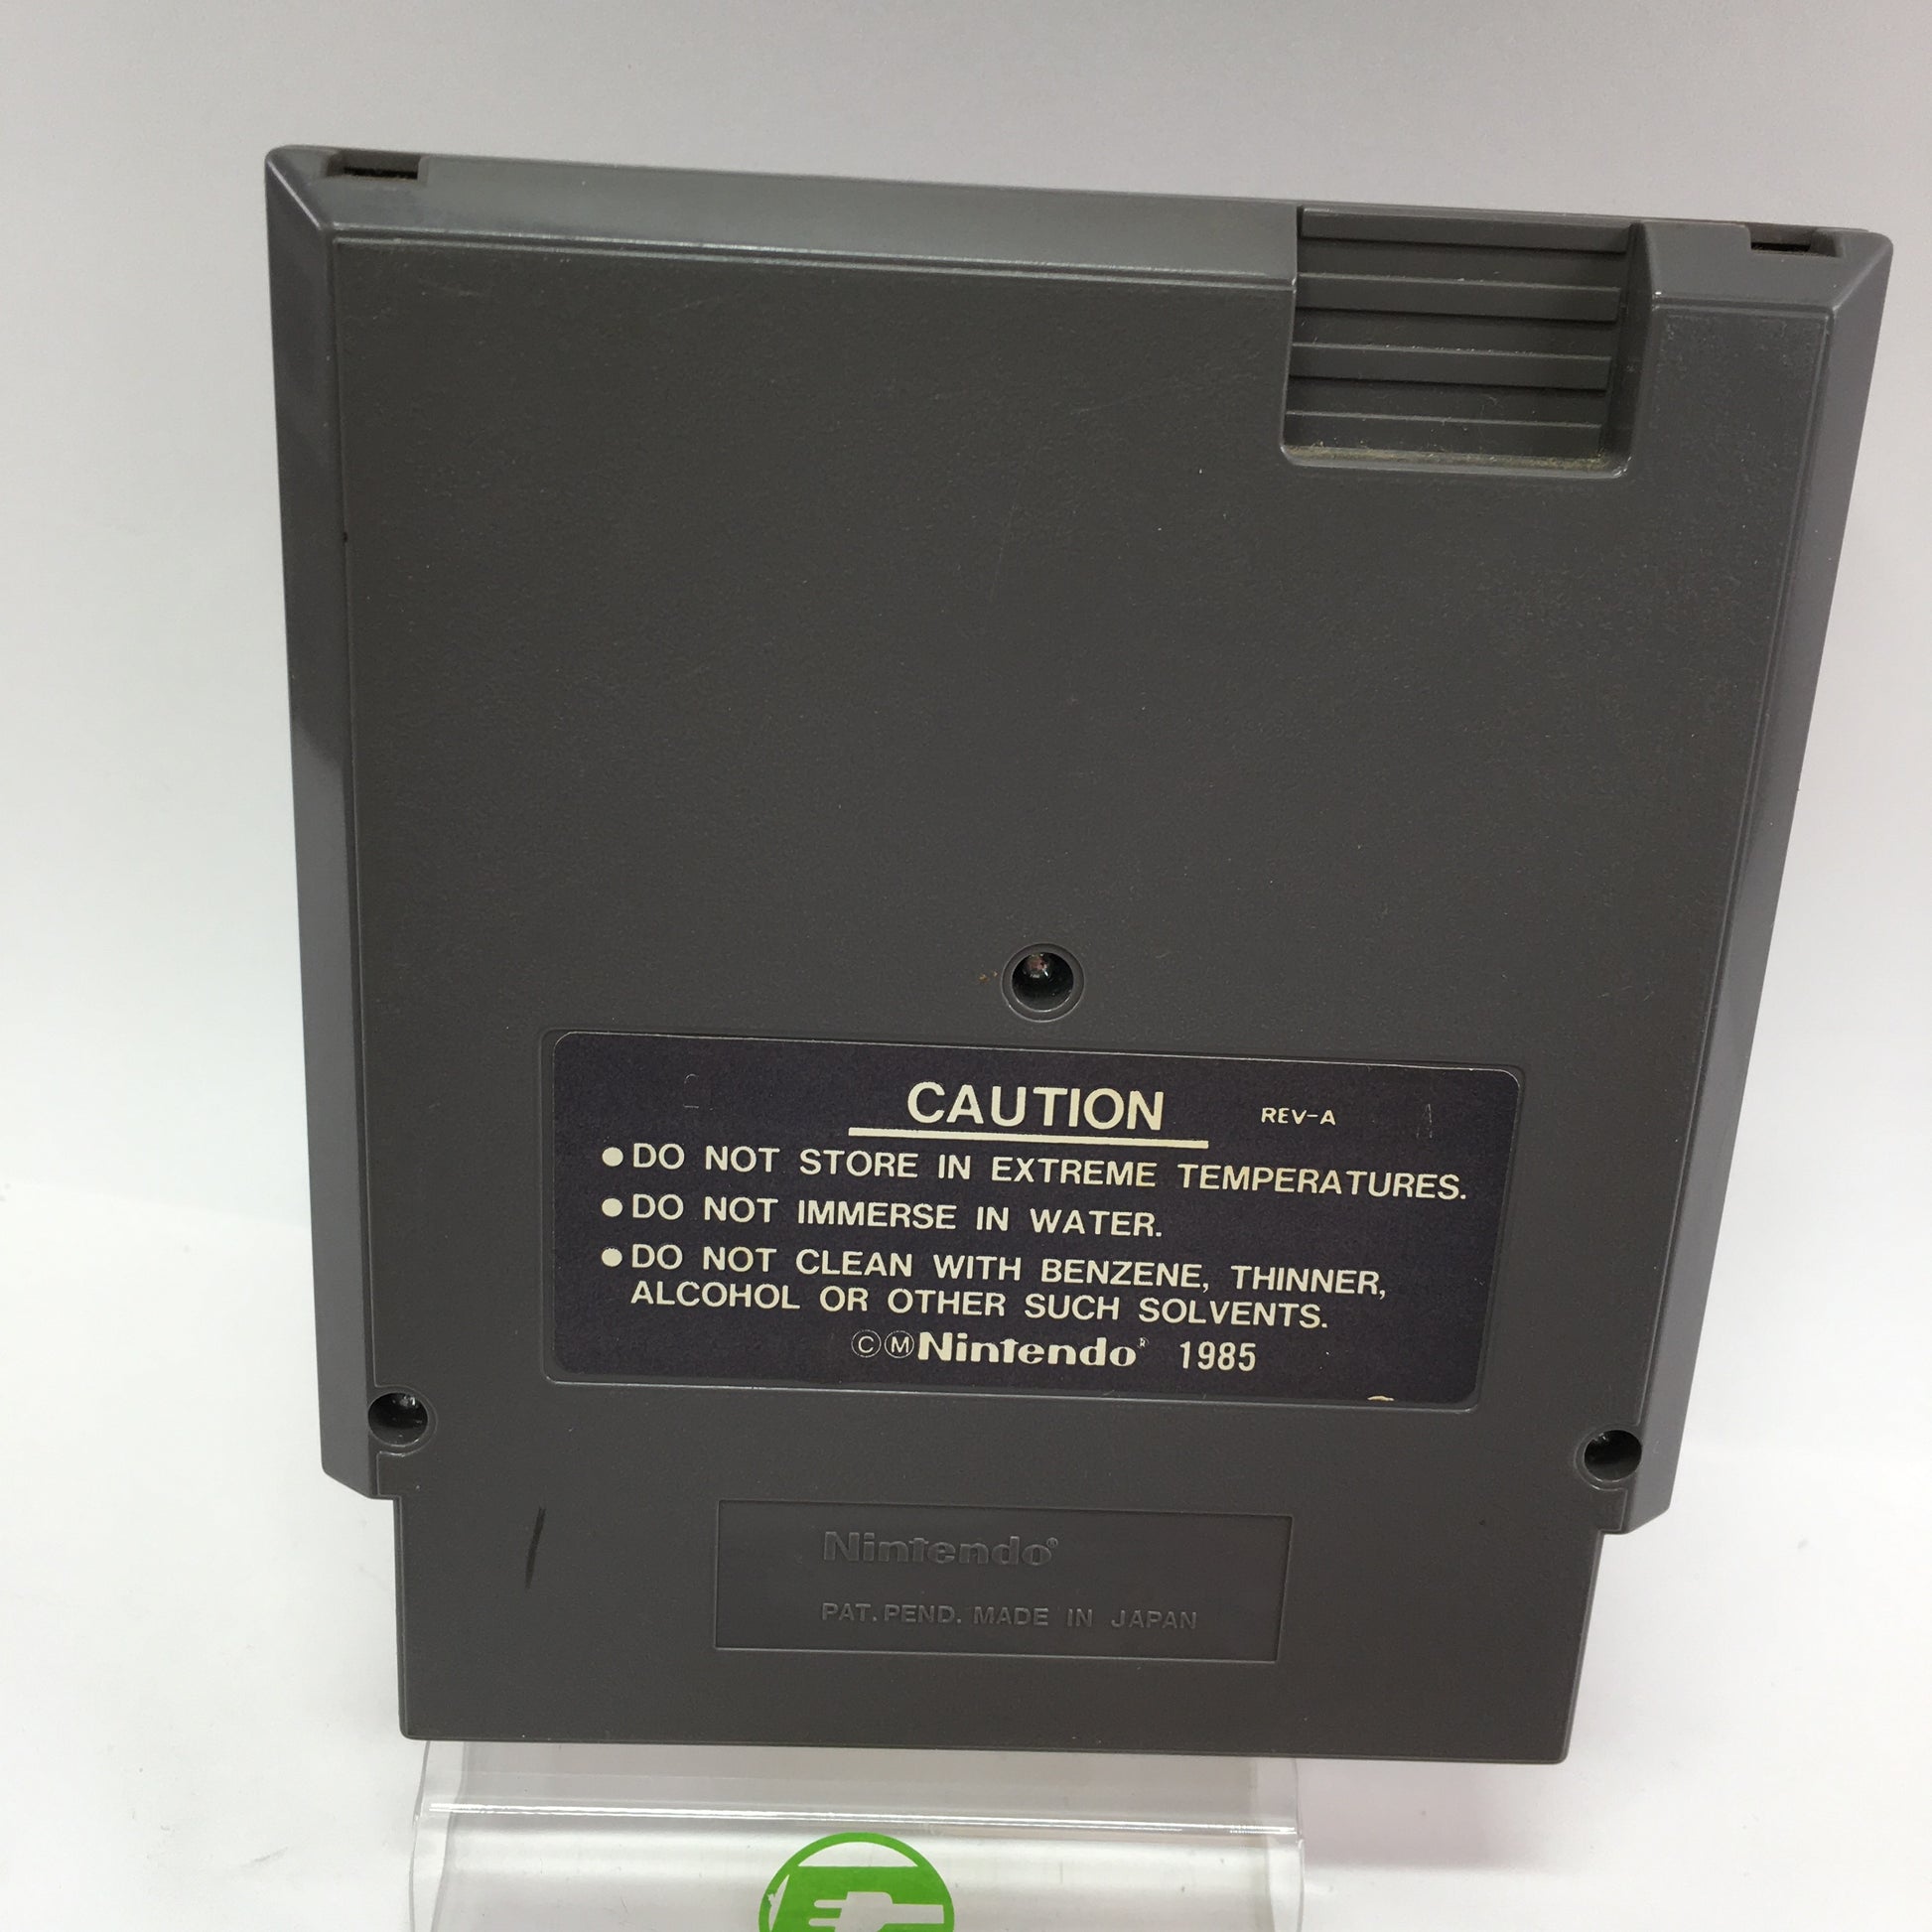 CAUTION REV-A
●DO NOT STORE IN EXTREME TEMPERATURES.
●DO NOT IMMERSE IN WATER.
●DO NOT CLEAN WITH BENZENE, THINNER,
ALCOHOL OR OTHER SUCH SOLVENTS.
ⒸⓂNintendo® 1985
Nintendo®
PAT. PEND. MADE IN JAPAN